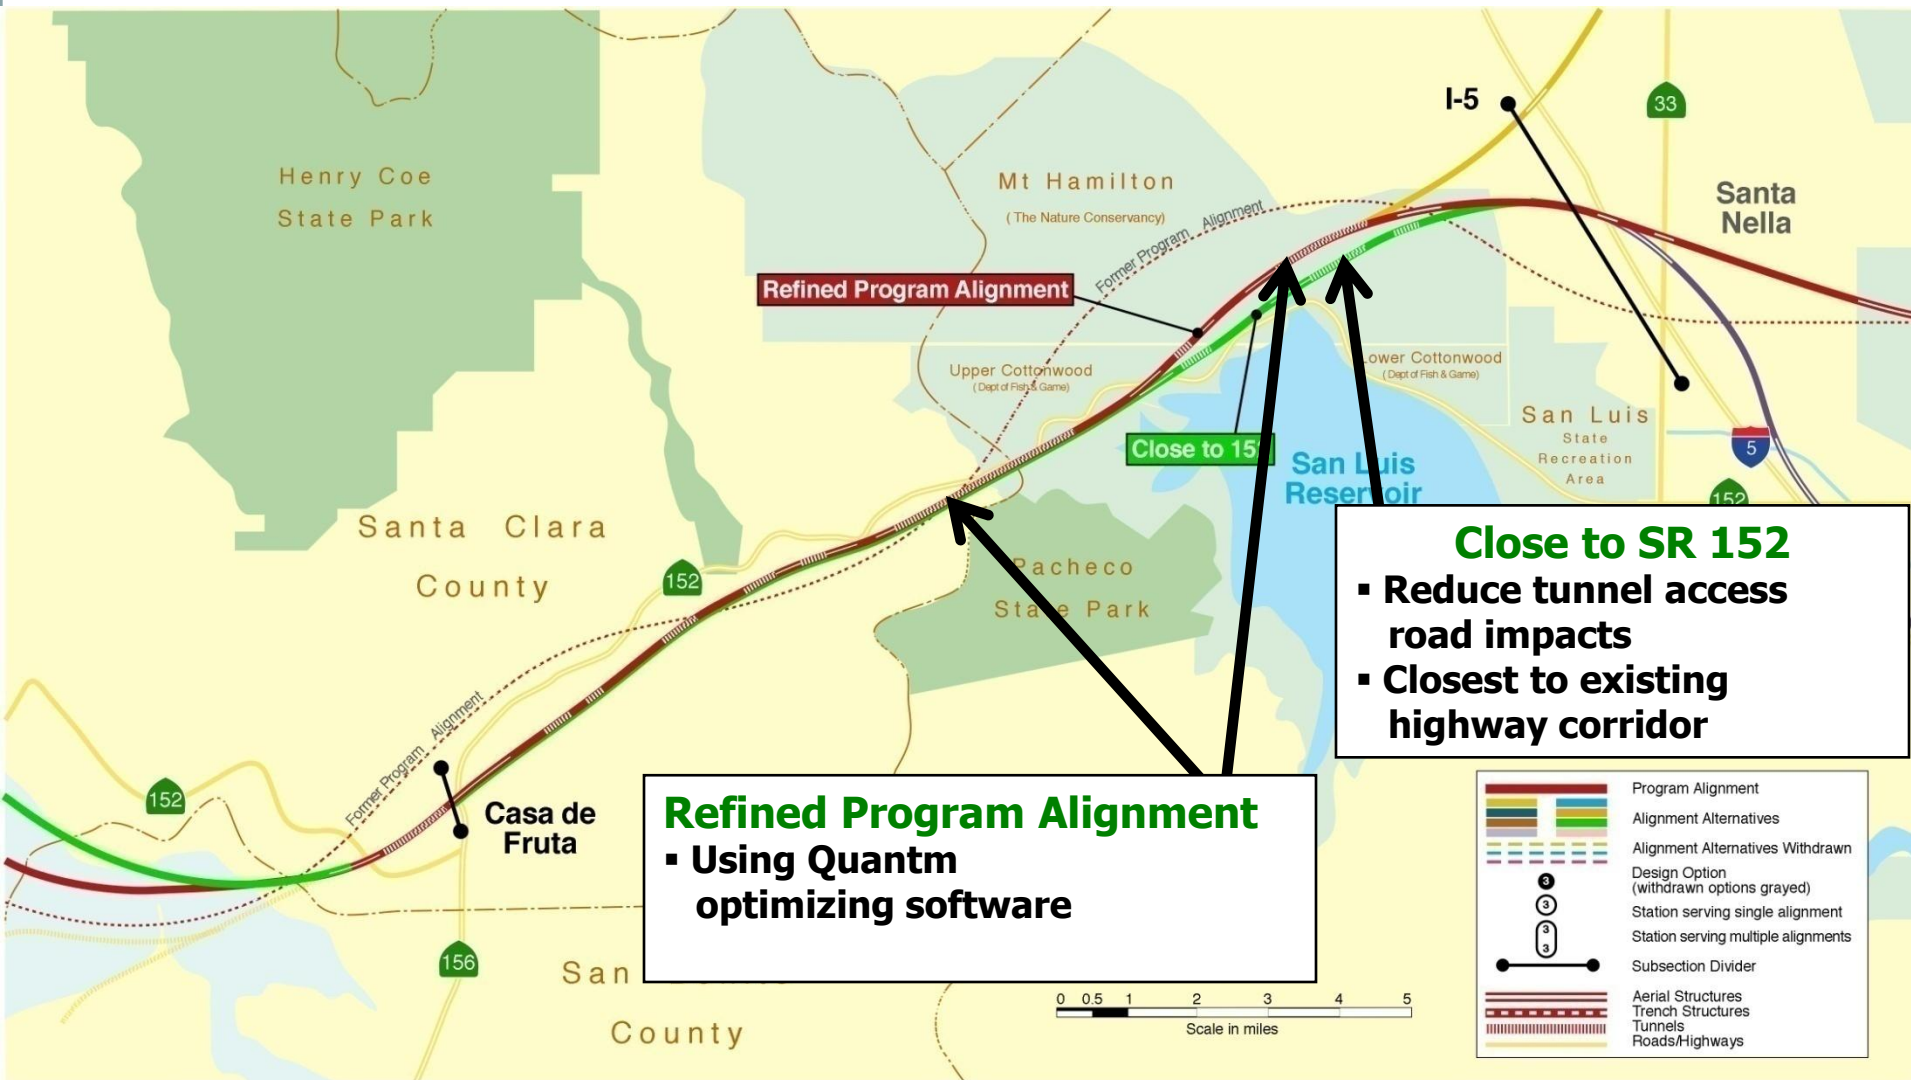 I-5
33
Henry Coe
State Park
Mt Hamilton
( The Nature Conservancy)
Santa
Nella
Former Program Alignment
Refined Program Alignment
Upper Cottonwood
( Dept of Fish & Game)
Lower Cottonwood
( Dept of Fish & Game)
San Luis
State
Recreation
Area
Close to 15
San Luis
Reservoir
5
152
Santa Clara
County
152
Pacheco
State Park
Close to SR 152
▪ Reduce tunnel access
road impacts
▪ Closest to existing
highway corridor
Former Program Alignment
152
Casa de
Fruta
Refined Program Alignment
▪ Using Quantm
optimizing software
156
San
County
0 0.5 1 2 3 4 5
Scale in miles
Program Alignment
Alignment Alternatives
Alignment Alternatives Withdrawn
3
Design Option
(withdrawn options grayed)
3
Station serving single alignment
3
3
Station serving multiple alignments
Subsection Divider
Aerial Structures
Trench Structures
Tunnels
Roads/Highways